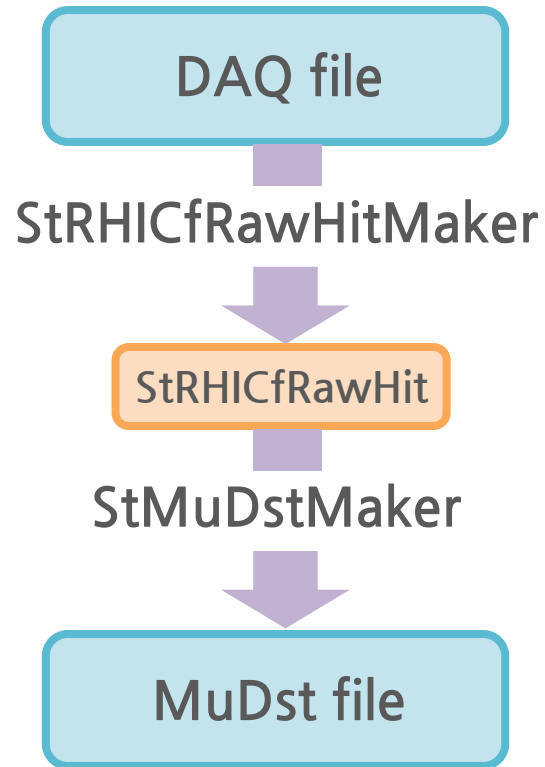 DAQ file
StRHICfRawHitMaker
StRHICfRawHit
StMuDstMaker
MuDst file